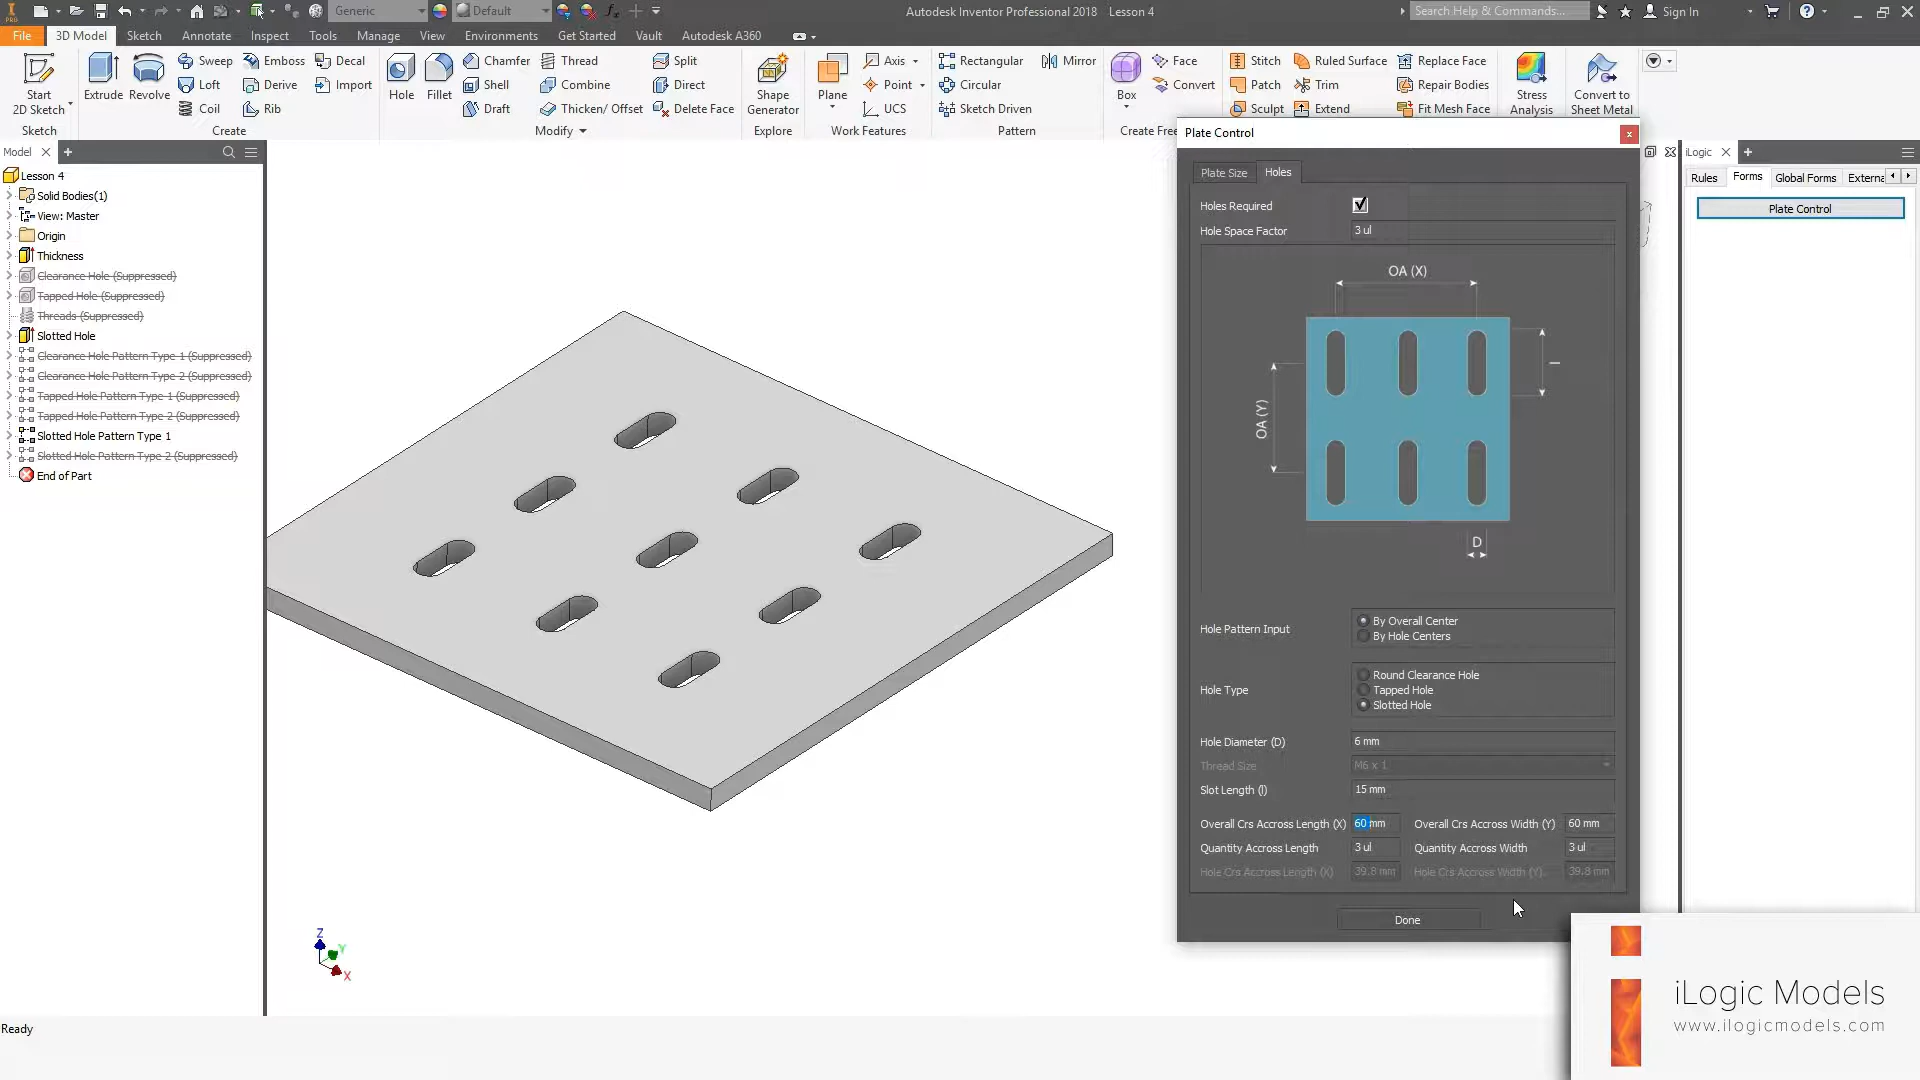 Generic
Default
Autodesk Inventor Professional 2018 Lesson 4
Search Help & Commands...
Sign In
PRO
File 3D Model Sketch Annotate Inspect Tools Manage View Environments Get Started Vault Autodesk A360
Start
2D Sketch
Sketch
Extrude
Revolve
Sweep
Emboss
Decal
Loft
Derive
Import
Coil
Rib
Create
Hole
Fillet
Chamfer
Thread
Split
Shell
Combine
Direct
Draft
Thicken/ Offset
Delete Face
Modify
Shape
Generator
Explore
Plane
Axis
Point
UCS
Work Features
Rectangular
Mirror
Circular
Sketch Driven
Pattern
Box
Face
Convert
Create Free
Stitch
Ruled Surface
Replace Face
Patch
Trim
Repair Bodies
Sculpt
Extend
Fit Mesh Face
Stress
Analysis
Convert to
Sheet Metal
Model
Lesson 4
Solid Bodies(1)
View: Master
Origin
Thickness
Clearance Hole (Suppressed)
Tapped Hole (Suppressed)
Threads (Suppressed)
Slotted Hole
Clearance Hole Pattern Type 1 (Suppressed)
Clearance Hole Pattern Type 2 (Suppressed)
Tapped Hole Pattern Type 1 (Suppressed)
Tapped Hole Pattern Type 2 (Suppressed)
Slotted Hole Pattern Type 1
Slotted Hole Pattern Type 2 (Suppressed)
End of Part
Z
Y
X
Ready
Plate Control
Plate Size Holes
Holes Required
Hole Space Factor 3 ul
OA (X)
OA (Y)
l
D
Hole Pattern Input
By Overall Center
By Hole Centers
Hole Type
Round Clearance Hole
Tapped Hole
Slotted Hole
Hole Diameter (D) 6 mm
Thread Size M6 x 1
Slot Length (l) 15 mm
Overall Crs Accross Length (X) 60 mm Overall Crs Accross Width (Y) 60 mm
Quantity Accross Length 3 ul Quantity Accross Width 3 ul
Hole Crs Accross Length (X) 39.8 mm Hole Crs Accross Width (Y) 39.8 mm
Done
iLogic
Rules Forms Global Forms Externa
Plate Control
iLogic Models
www.ilogicmodels.com